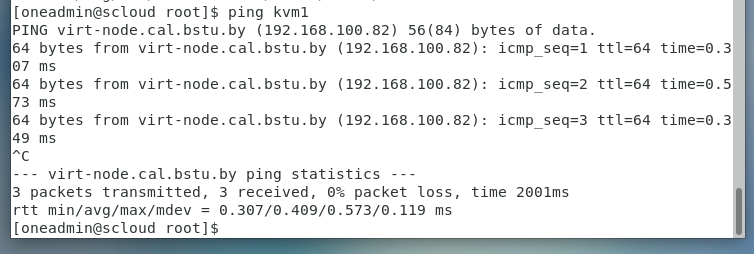 [oneadmin@scloud root]$ ping kvm1
PING virt-node.cal.bstu.by (192.168.100.82) 56(84) bytes of data.
64 bytes from virt-node.cal.bstu.by (192.168.100.82): icmp_seq=1 ttl=64 time=0.3
07 ms
64 bytes from virt-node.cal.bstu.by (192.168.100.82): icmp_seq=2 ttl=64 time=0.5
73 ms
64 bytes from virt-node.cal.bstu.by (192.168.100.82): icmp_seq=3 ttl=64 time=0.3
49 ms
^C
--- virt-node.cal.bstu.by ping statistics ---
3 packets transmitted, 3 received, 0% packet loss, time 2001ms
rtt min/avg/max/mdev = 0.307/0.409/0.573/0.119 ms
[oneadmin@scloud root]$